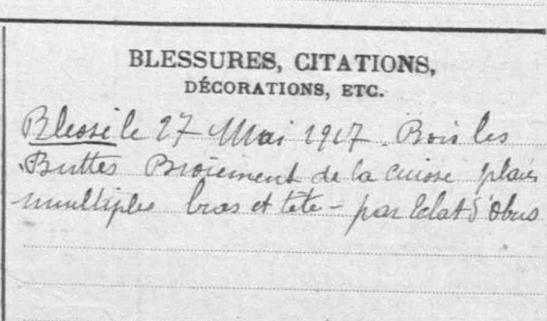 BLESSURES, CITATIONS,
DÉCORATIONS, ETC.
Blessé le 27 Mai 1917. Bois les
Buttes Broiement de la cuisse plaies
multiples bras et tête - par Eclat d'obus